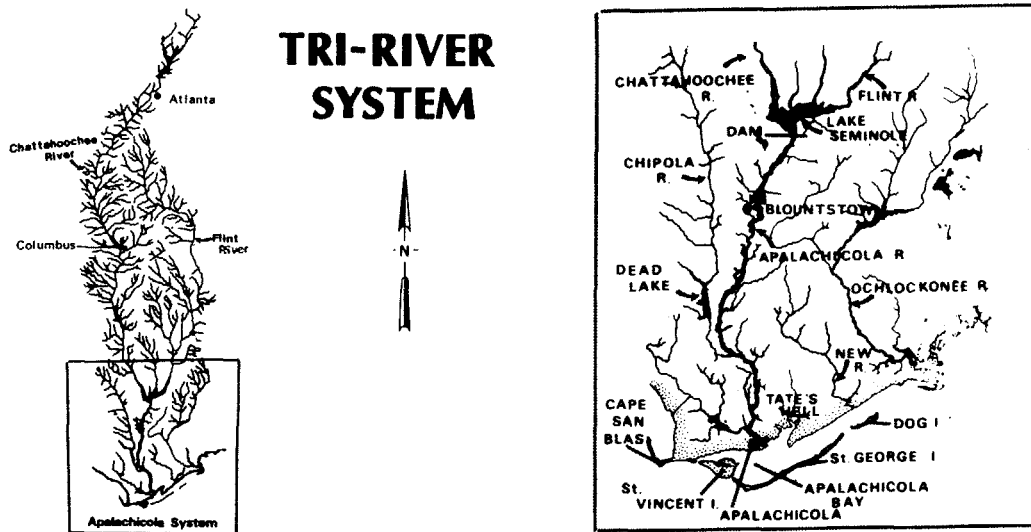 TRI-RIVER
SYSTEM
Atlanta
Chattahoochee
River
Columbus
Flint
River
-N-
Apalachicola System
CHATTAHOOCHEE
R.
FLINT R
LAKE
SEMINOLE
DAM
CHIPOLA
R.
BLOUNTSTOW
APALACHICOLA R
DEAD
LAKE
OCHLOCKONEE R
NEW
R.
TATE'S
HELL
CAPE
SAN
BLAS
DOG I
St. GEORGE I
St.
VINCENT I.
APALACHICOLA
BAY
APALACHICOLA